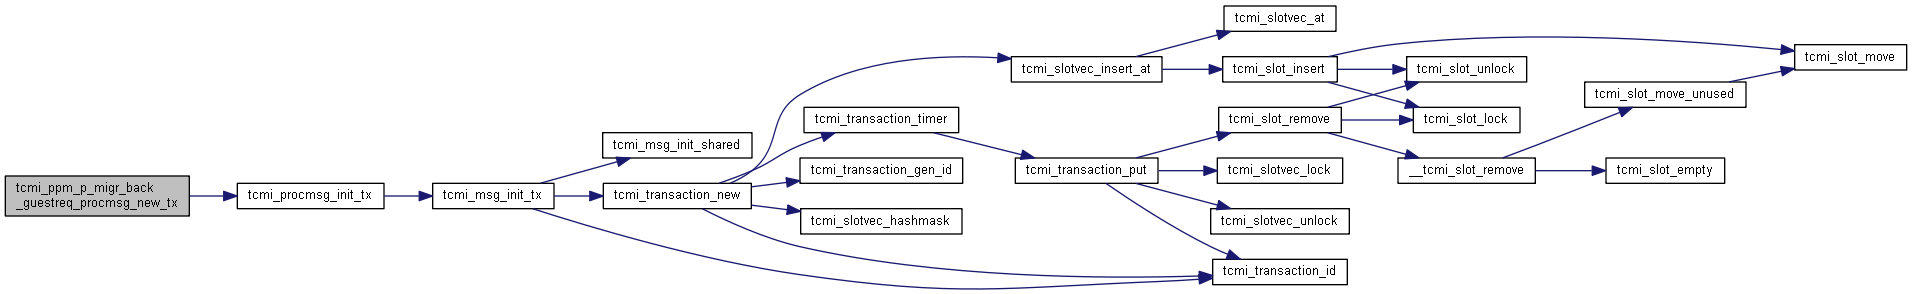 tcmi_ppm_p_migr_back
_guestreq_procmsg_new_tx
tcmi_procmsg_init_tx
tcmi_msg_init_tx
tcmi_msg_init_shared
tcmi_transaction_new
tcmi_transaction_timer
tcmi_transaction_gen_id
tcmi_slotvec_hashmask
tcmi_slotvec_insert_at
tcmi_transaction_put
tcmi_slotvec_at
tcmi_slot_insert
tcmi_slot_remove
tcmi_slotvec_lock
tcmi_slotvec_unlock
tcmi_transaction_id
tcmi_slot_unlock
tcmi_slot_lock
__tcmi_slot_remove
tcmi_slot_move_unused
tcmi_slot_empty
tcmi_slot_move